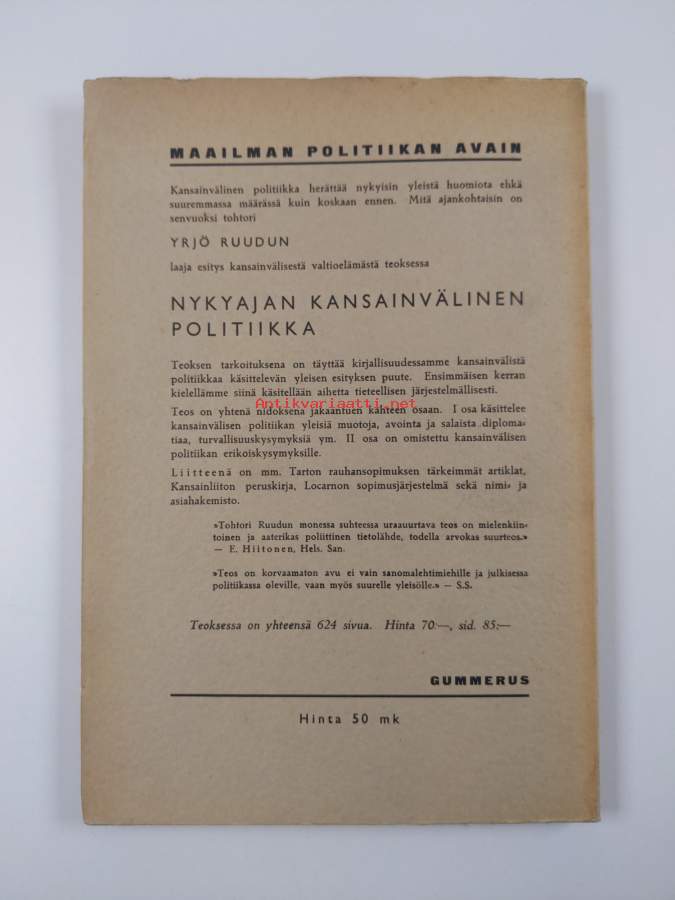 MAAILMAN POLITIIKAN AVAIN
Kansainvälinen politiikka herättää nykyisin yleistä huomiota ehkä
suuremmassa määrässä kuin koskaan ennen. Mitä ajankohtaisin on
senvuoksi tohtori
YRJÖ RUUDUN
laaja esitys kansainvälisestä valtioelämästä teoksessa
NYKYAJAN KANSAINVÄLINEN
POLITIIKKA
Teoksen tarkoituksena on täyttää kirjallisuudessamme kansainvälistä
politiikkaa käsittelevän yleisen esityksen puute. Ensimmäisen kerran
kielellämme siinä käsitellään aihetta tieteellisen järjestelmällisesti.
Antikvariaatti.net
Teos on yhtenä nidoksena jakaantuen kahteen osaan. I osa käsittelee
kansainvälisen politiikan yleisiä muotoja, avointa ja salaista diploma-
tiaa, turvallisuuskysymyksiä ym. II osa on omistettu kansainvälisen
politiikan erikoiskysymyksille.
Liitteenä on mm. Tarton rauhansopimuksen tärkeimmät artiklat,
Kansainliiton peruskirja, Locarnon sopimusjärjestelmä sekä nimi- ja
asiahakemisto.
»Tohtori Ruudun monessa suhteessa uraauurtava teos on mielenkiin-
toinen ja aaterikas poliittinen tietolähde, todella arvokas suurteos.»
— E. Hiitonen, Hels. San.
»Teos on korvaamaton avu ei vain sanomalehtimiehille ja julkisessa
politiikassa oleville, vaan myös suurelle yleisölle.» — S.S.
Teoksessa on yhteensä 624 sivua. Hinta 70:—, sid. 85:—
GUMMERUS
Hinta 50 mk